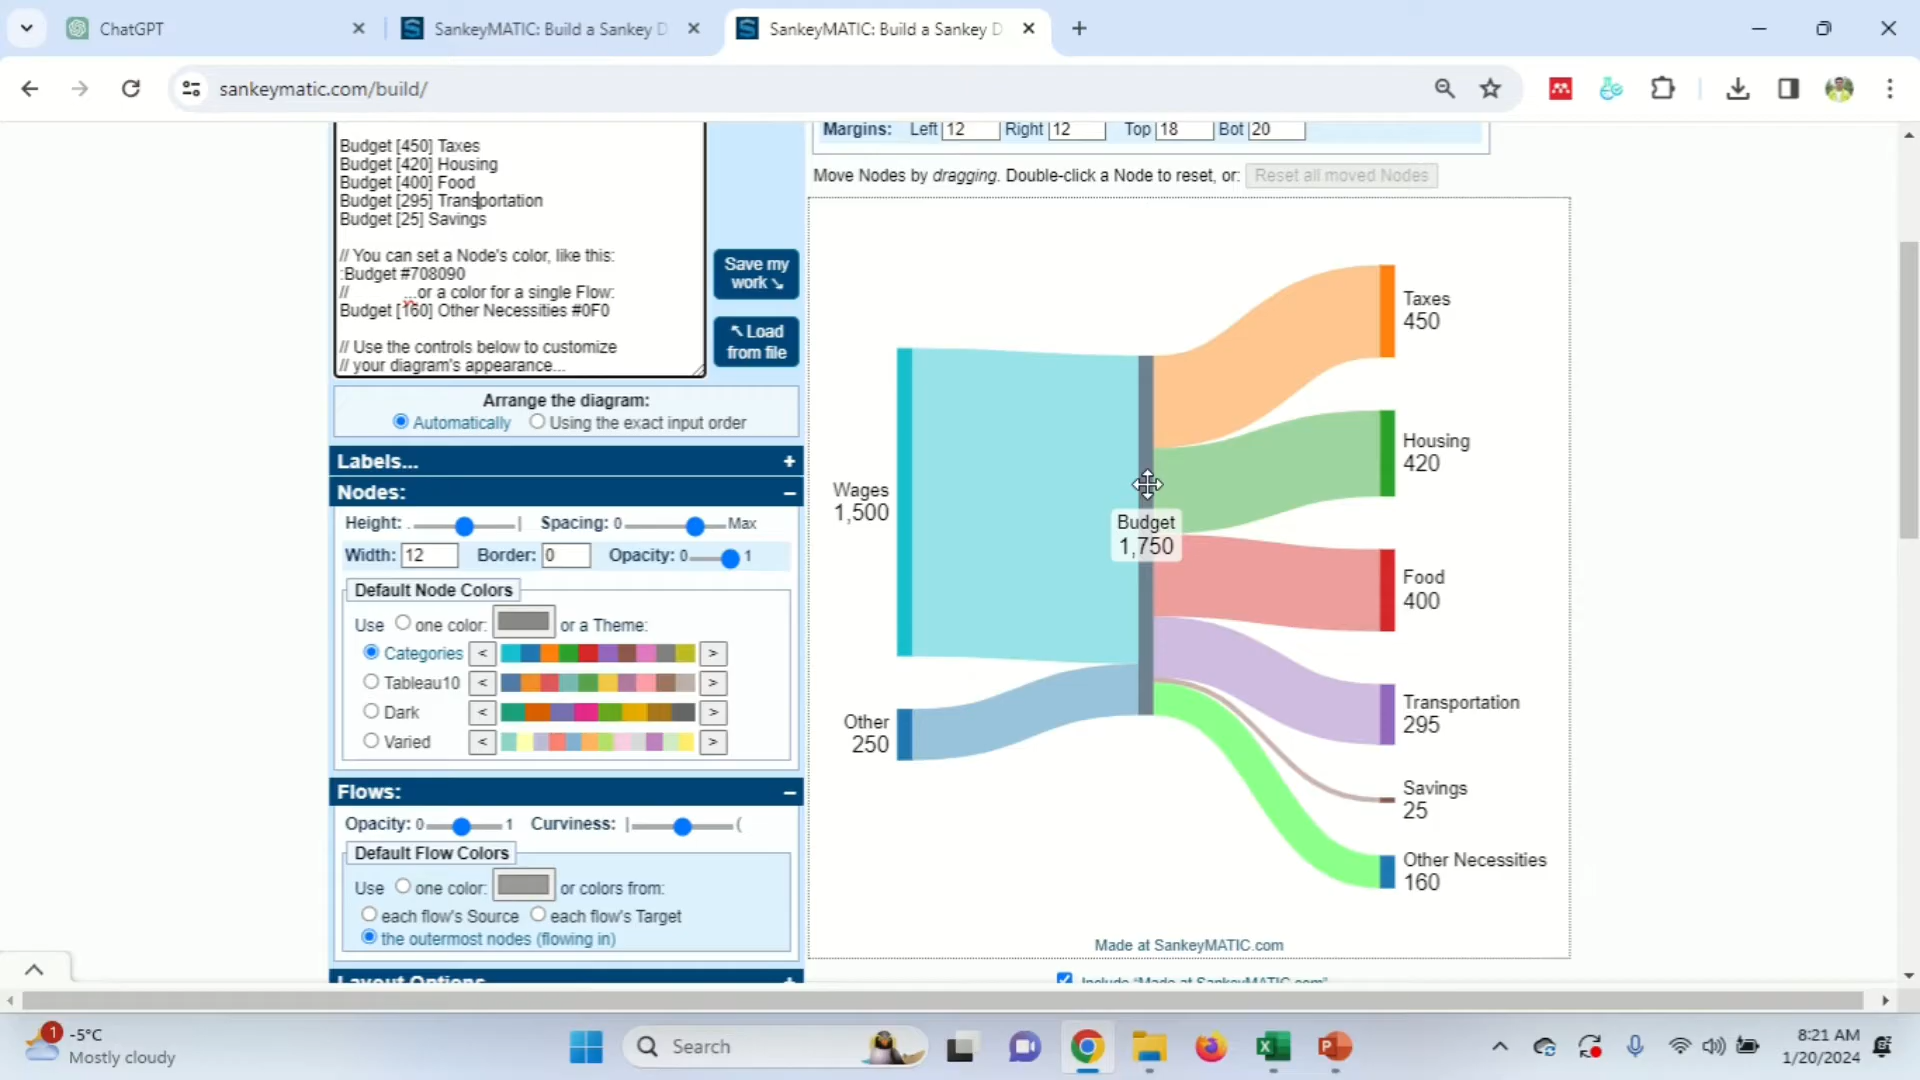 ChatGPT
SankeyMATIC: Build a Sankey D
SankeyMATIC: Build a Sankey D
sankeymatic.com/build/
Margins: Left 12 Right 12 Top 18 Bot 20
Move Nodes by dragging. Double-click a Node to reset, or: Reset all moved Nodes
Budget [450] Taxes
Budget [420] Housing
Budget [400] Food
Budget [295] Transportation
Budget [25] Savings
// You can set a Node's color, like this:
:Budget #708090
// ...or a color for a single Flow:
Budget [160] Other Necessities #0F0
// Use the controls below to customize
// your diagram's appearance...
Save my
work ↘
↖ Load
from file
Arrange the diagram:
Automatically Using the exact input order
Labels... +
Nodes: –
Height: . | Spacing: 0 Max
Width: 12 Border: 0 Opacity: 0 1
Default Node Colors
Use one color: or a Theme:
Categories < >
Tableau10 < >
Dark < >
Varied < >
Flows: –
Opacity: 0 1 Curviness: | (
Default Flow Colors
Use one color: or colors from:
each flow's Source each flow's Target
the outermost nodes (flowing in)
Layout Options +
Wages
1,500
Other
250
Budget
1,750
Taxes
450
Housing
420
Food
400
Transportation
295
Savings
25
Other Necessities
160
Made at SankeyMATIC.com
Include "Made at SankeyMATIC.com"
1
-5°C
Mostly cloudy
Search
8:21 AM
1/20/2024